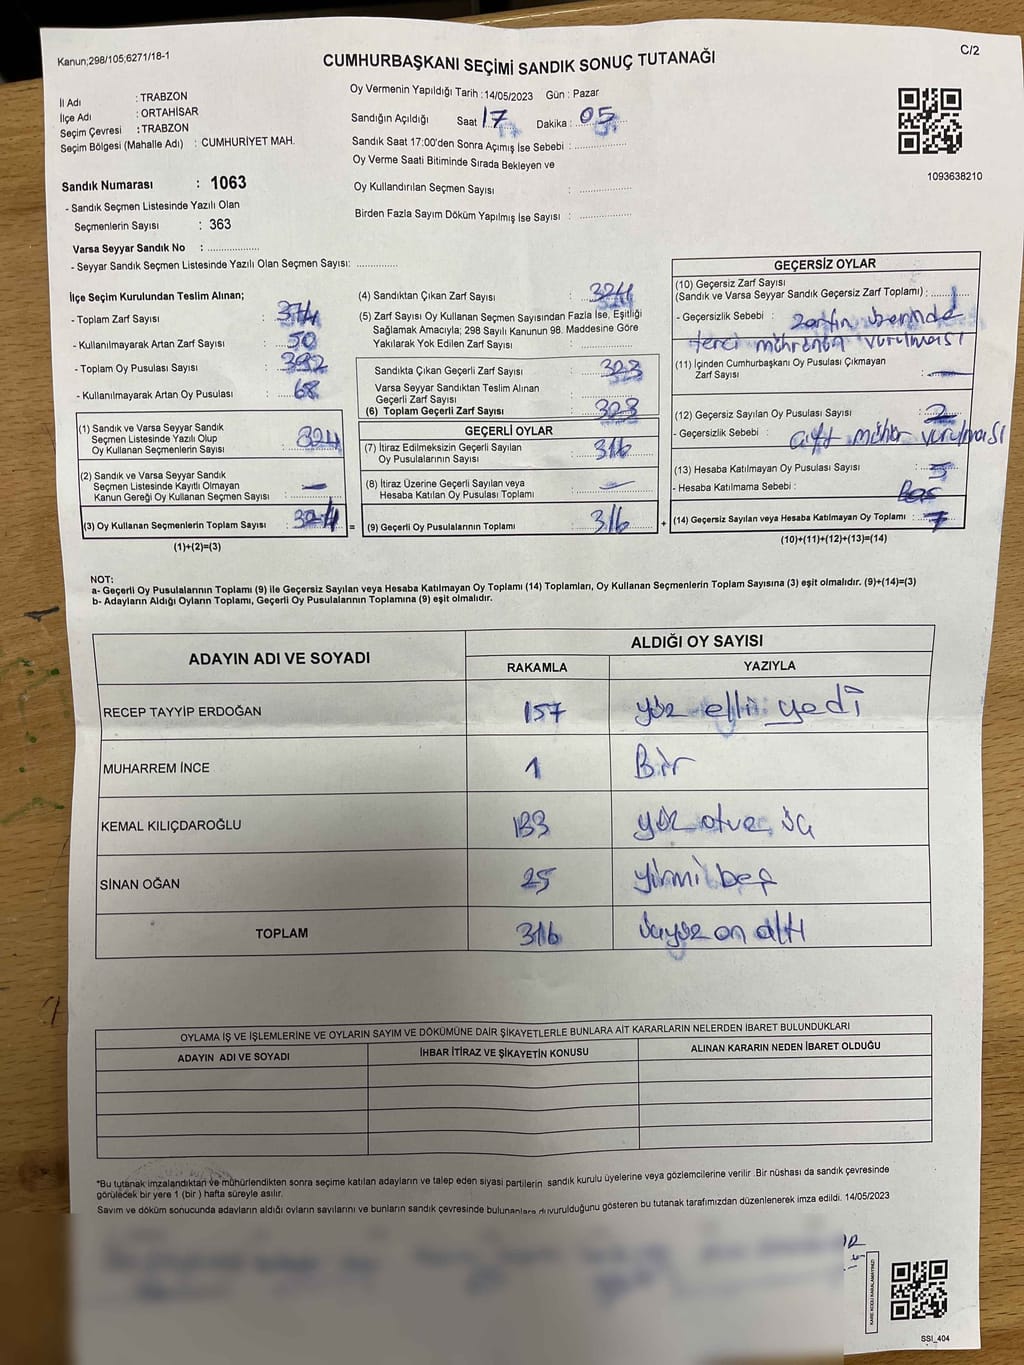 Kanun;298/105;6271/18-1
C/2
CUMHURBAŞKANI SEÇİMİ SANDIK SONUÇ TUTANAĞI
İl Adı : TRABZON
İlçe Adı : ORTAHİSAR
Seçim Çevresi : TRABZON
Seçim Bölgesi (Mahalle Adı) : CUMHURİYET MAH.
Sandık Numarası : 1063
- Sandık Seçmen Listesinde Yazılı Olan
Seçmenlerin Sayısı : 363
Varsa Seyyar Sandık No : ....................
- Seyyar Sandık Seçmen Listesinde Yazılı Olan Seçmen Sayısı: ................
Oy Vermenin Yapıldığı Tarih :14/05/2023 Gün : Pazar
Sandığın Açıldığı Saat 17 Dakika : 05
Sandık Saat 17:00'den Sonra Açımış İse Sebebi : ....................
Oy Verme Saati Bitiminde Sırada Bekleyen ve
Oy Kullandırılan Seçmen Sayısı : ....................
Birden Fazla Sayım Döküm Yapılmış İse Sayısı : ....................
1093638210
İlçe Seçim Kurulundan Teslim Alınan;
- Toplam Zarf Sayısı : 374
- Kullanılmayarak Artan Zarf Sayısı : 50
- Toplam Oy Pusulası Sayısı : 392
- Kullanılmayarak Artan Oy Pusulası : 68
(1) Sandık ve Varsa Seyyar Sandık
Seçmen Listesinde Yazılı Olup
Oy Kullanan Seçmenlerin Sayısı : 324
(2) Sandık ve Varsa Seyyar Sandık
Seçmen Listesinde Kayıtlı Olmayan
Kanun Gereği Oy Kullanan Seçmen Sayısı : —
(3) Oy Kullanan Seçmenlerin Toplam Sayısı : 324 =
(1)+(2)=(3)
(4) Sandıktan Çıkan Zarf Sayısı : 324
(5) Zarf Sayısı Oy Kullanan Seçmen Sayısından Fazla İse, Eşitliği
Sağlamak Amacıyla; 298 Sayılı Kanunun 98. Maddesine Göre
Yakılarak Yok Edilen Zarf Sayısı : ....................
Sandıkta Çıkan Geçerli Zarf Sayısı : 323
Varsa Seyyar Sandıktan Teslim Alınan
Geçerli Zarf Sayısı : ....................
(6) Toplam Geçerli Zarf Sayısı : 323
GEÇERLİ OYLAR
(7) İtiraz Edilmeksizin Geçerli Sayılan
Oy Pusulalarının Sayısı : 316
(8) İtiraz Üzerine Geçerli Sayılan veya
Hesaba Katılan Oy Pusulası Toplamı : —
(9) Geçerli Oy Pusulalarının Toplamı : 316 +
GEÇERSİZ OYLAR
(10) Geçersiz Zarf Sayısı
(Sandık ve Varsa Seyyar Sandık Geçersiz Zarf Toplamı) : 1
- Geçersizlik Sebebi : zarfın üzerinde
terci mührünün vurulması
(11) İçinden Cumhurbaşkanı Oy Pusulası Çıkmayan
Zarf Sayısı : —
(12) Geçersiz Sayılan Oy Pusulası Sayısı : 2
- Geçersizlik Sebebi : çift mühür vurulması
(13) Hesaba Katılmayan Oy Pusulası Sayısı :
- Hesaba Katılmama Sebebi :
(14) Geçersiz Sayılan veya Hesaba Katılmayan Oy Toplamı : 7
(10)+(11)+(12)+(13)=(14)
NOT:
a- Geçerli Oy Pusulalarının Toplamı (9) ile Geçersiz Sayılan veya Hesaba Katılmayan Oy Toplamı (14) Toplamları, Oy Kullanan Seçmenlerin Toplam Sayısına (3) eşit olmalıdır. (9)+(14)=(3)
b- Adayların Aldığı Oyların Toplamı, Geçerli Oy Pusulalarının Toplamına (9) eşit olmalıdır.
ADAYIN ADI VE SOYADI
ALDIĞI OY SAYISI
RAKAMLA YAZIYLA
RECEP TAYYİP ERDOĞAN 157 yüz elli yedi
MUHARREM İNCE 1 Bir
KEMAL KILIÇDAROĞLU 133 yüz otuz üç
SİNAN OĞAN 25 yirmi beş
TOPLAM 316 üçyüz on altı
OYLAMA İŞ VE İŞLEMLERİNE VE OYLARIN SAYIM VE DÖKÜMÜNE DAİR ŞİKAYETLERLE BUNLARA AİT KARARLARIN NELERDEN İBARET BULUNDUKLARI
ADAYIN ADI VE SOYADI İHBAR İTİRAZ VE ŞİKAYETİN KONUSU ALINAN KARARIN NEDEN İBARET OLDUĞU
*Bu tutanak imzalandıktan ve mühürlendikten sonra seçime katılan adayların ve talep eden siyasi partilerin sandık kurulu üyelerine veya gözlemcilerine verilir .Bir nüshası da sandık çevresinde
görülecek bir yere 1 (bir ) hafta süreyle asılır.
Sayım ve döküm sonucunda adayların aldığı oyların sayılarını ve bunların sandık çevresinde bulunanlara duyurulduğunu gösteren bu tutanak tarafımızdan düzenlenerek imza edildi. 14/05/2023
KARE KODU KARALAMAYINIZ!
SSI_404